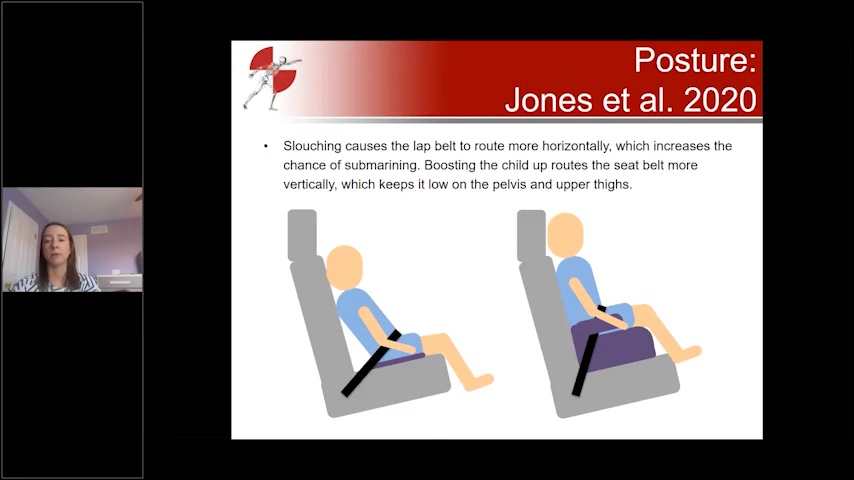 Posture:
Jones et al. 2020
• Slouching causes the lap belt to route more horizontally, which increases the
chance of submarining. Boosting the child up routes the seat belt more
vertically, which keeps it low on the pelvis and upper thighs.